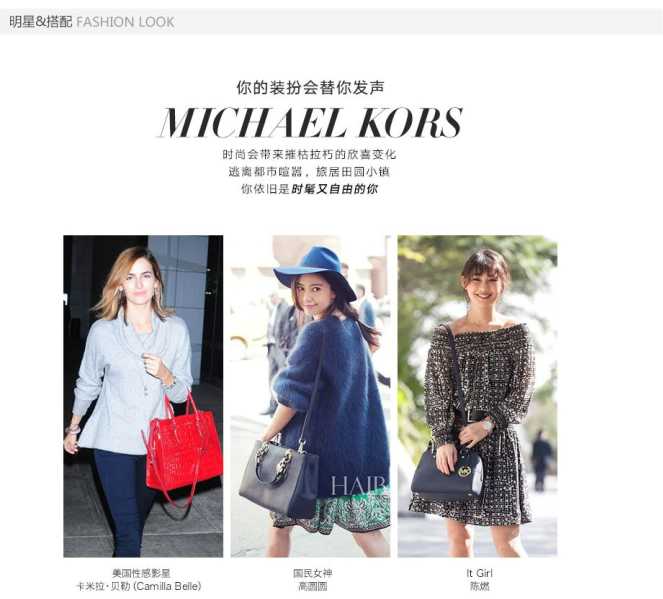 明星&搭配 FASHION LOOK
你的装扮会替你发声
MICHAEL KORS
时尚会带来摧枯拉朽的欣喜变化
逃离都市喧嚣，旅居田园小镇
你依旧是时髦又自由的你
HAIR
美国性感影星
卡米拉·贝勒 (Camilla Belle)
国民女神
高圆圆
It Girl
陈燃